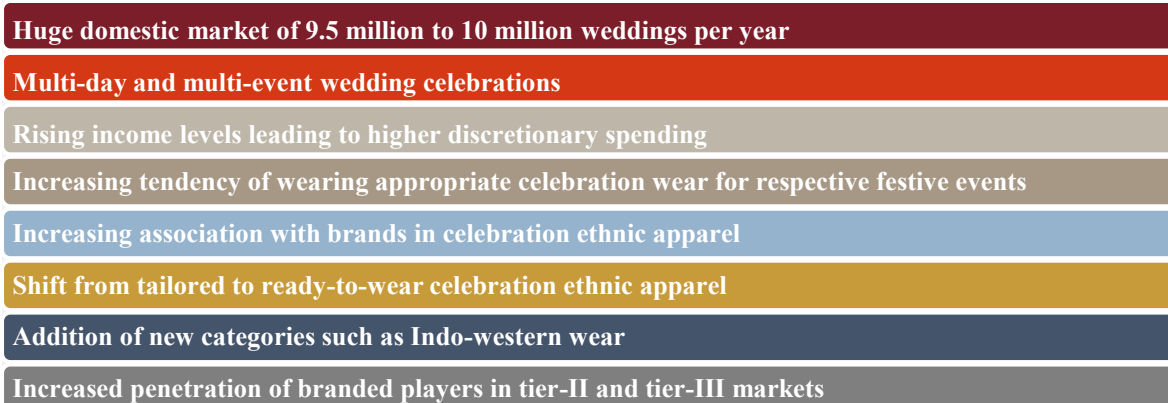 Huge domestic market of 9.5 million to 10 million weddings per year
Multi-day and multi-event wedding celebrations
Rising income levels leading to higher discretionary spending
Increasing tendency of wearing appropriate celebration wear for respective festive events
Increasing association with brands in celebration ethnic apparel
Shift from tailored to ready-to-wear celebration ethnic apparel
Addition of new categories such as Indo-western wear
Increased penetration of branded players in tier-II and tier-III markets